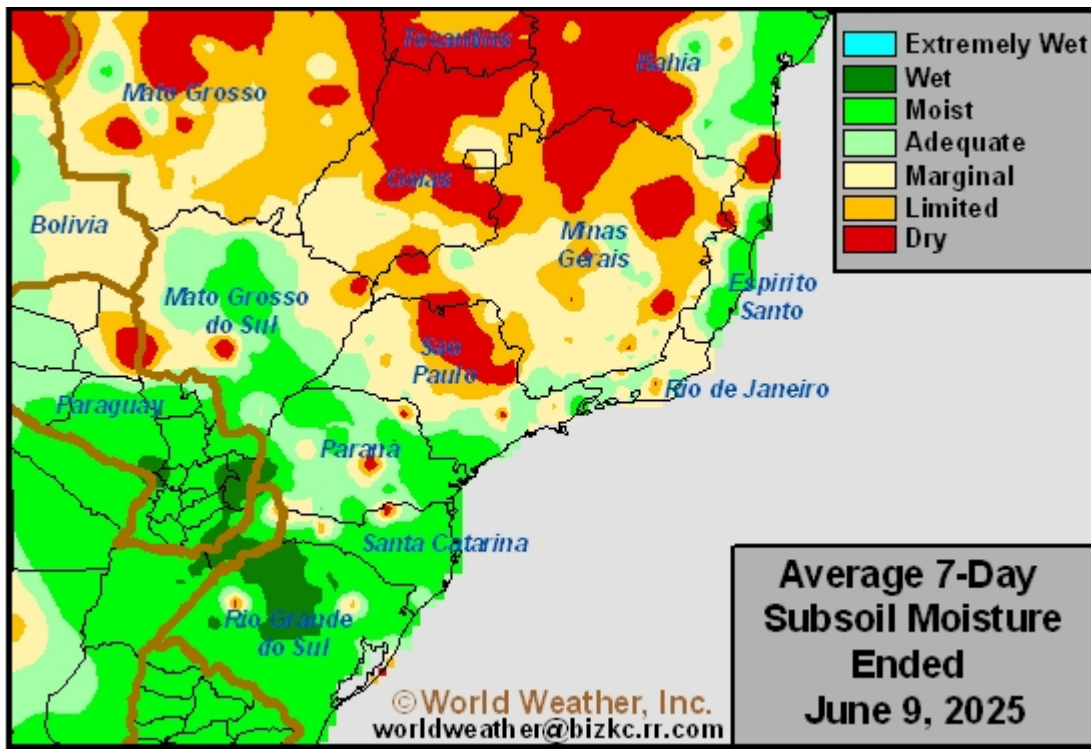 Tocantins
Bahia
Mato Grosso
Goias
Bolivia
Minas
Gerais
Mato Grosso
do Sul
Espirito
Santo
Sao
Paulo
Rio de Janeiro
Paraguay
Paraná
Santa Catarina
Rio Grande
do Sul
Extremely Wet
Wet
Moist
Adequate
Marginal
Limited
Dry
Average 7-Day
Subsoil Moisture
Ended
June 9, 2025
©World Weather, Inc.
worldweather@bizkc.rr.com